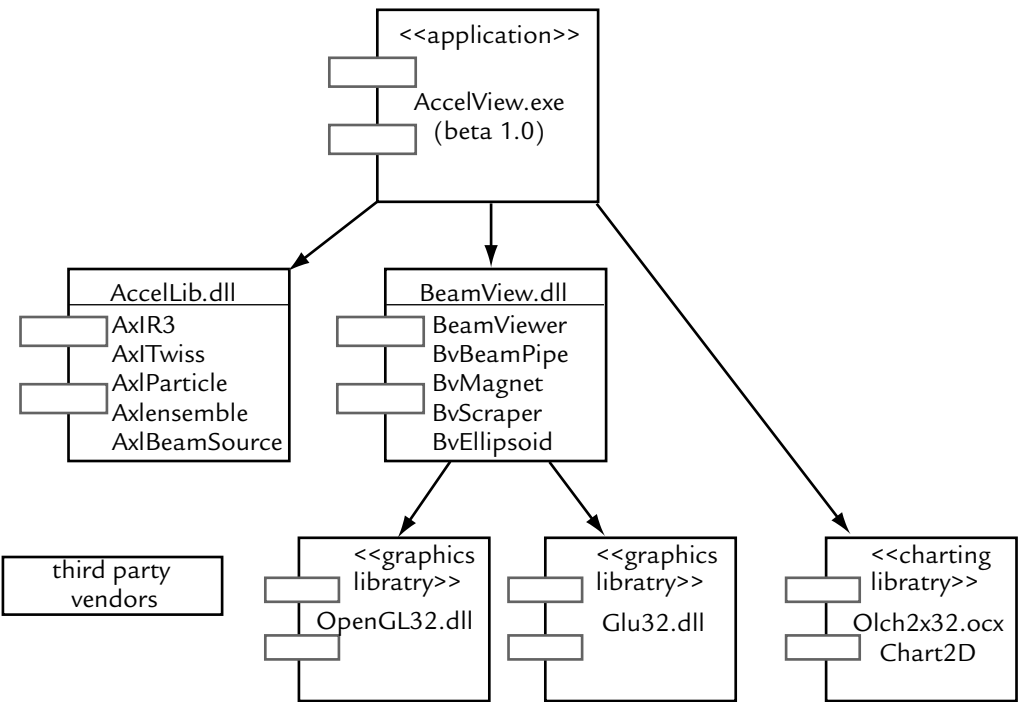 <<application>>
AccelView.exe
(beta 1.0)
AccelLib.dll
AxIR3
AxITwiss
AxlParticle
Axlensemble
AxlBeamSource
BeamView.dll
BeamViewer
BvBeamPipe
BvMagnet
BvScraper
BvEllipsoid
third party
vendors
<<graphics
libratry>>
OpenGL32.dll
<<graphics
libratry>>
Glu32.dll
<<charting
libratry>>
Olch2x32.ocx
Chart2D